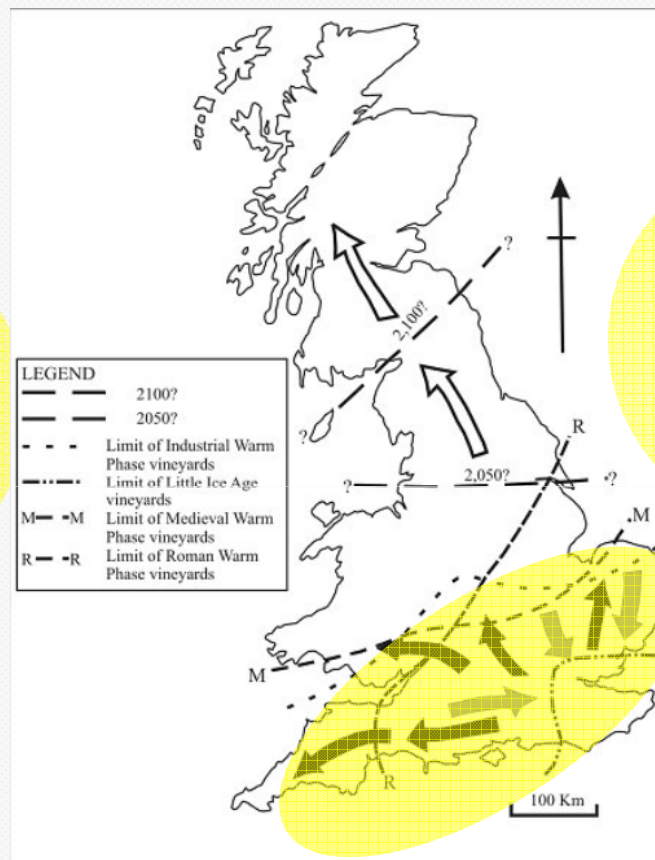 ?
2,100?
LEGEND
2100?
2050?
Limit of Industrial Warm
Phase vineyards
Limit of Little Ice Age
vineyards
M M Limit of Medieval Warm
Phase vineyards
R R Limit of Roman Warm
Phase vineyards
?
R
? 2,050? ?
M
M
R
100 Km